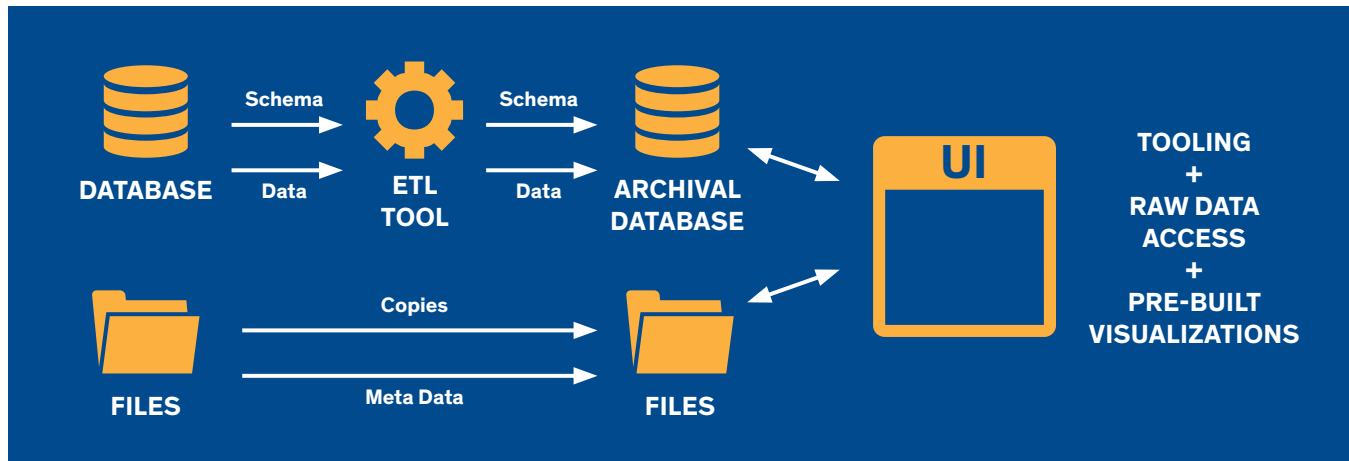 Schema
Data
DATABASE
ETL
TOOL
Schema
Data
ARCHIVAL
DATABASE
Copies
Meta Data
FILES
FILES
UI
TOOLING
+
RAW DATA
ACCESS
+
PRE-BUILT
VISUALIZATIONS